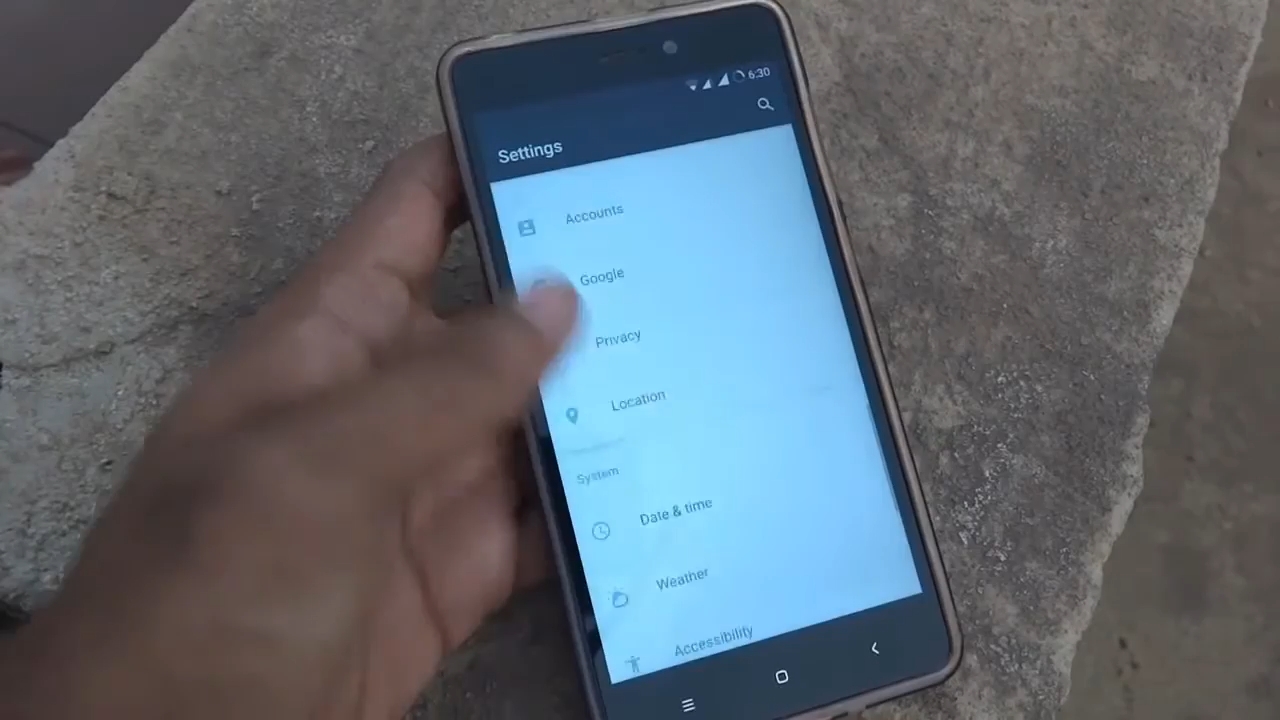 6:30
Settings
Accounts
Google
Privacy
Location
System
Date & time
Weather
Accessibility